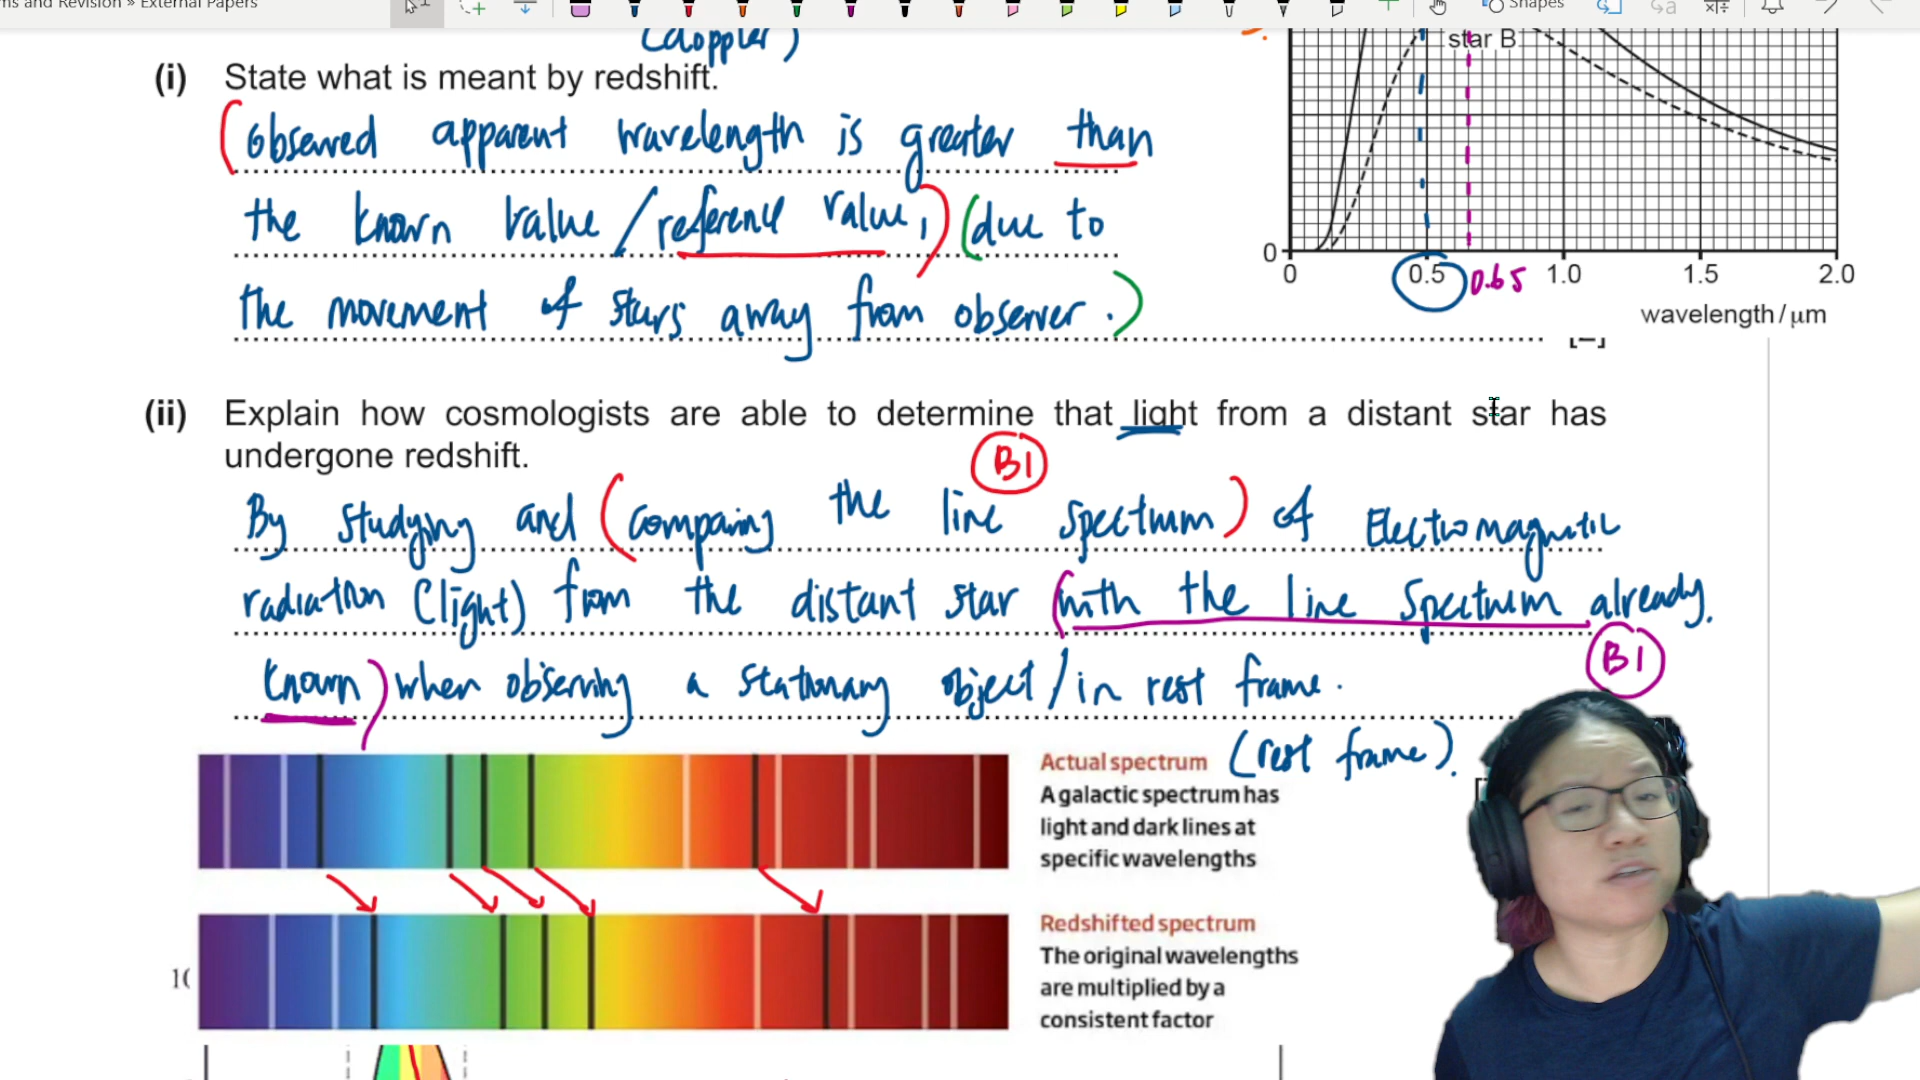 ms and Revision » External Papers
Shapes
(doppler)
(i) State what is meant by redshift.
(observed apparent wavelength is greater than
the known value / reference value,) (due to
the movement of stars away from observer.)
star B
0
0 0.5 0.65 1.0 1.5 2.0
wavelength / µm
(ii) Explain how cosmologists are able to determine that light from a distant star has
undergone redshift.
B1
By studying and (comparing the line spectrum) of Electromagnetic
radiation (light) from the distant star (with the line spectrum already
known) when observing a stationary object / in rest frame.
B1
Actual spectrum (rest frame).
A galactic spectrum has
light and dark lines at
specific wavelengths
Redshifted spectrum
The original wavelengths
are multiplied by a
consistent factor